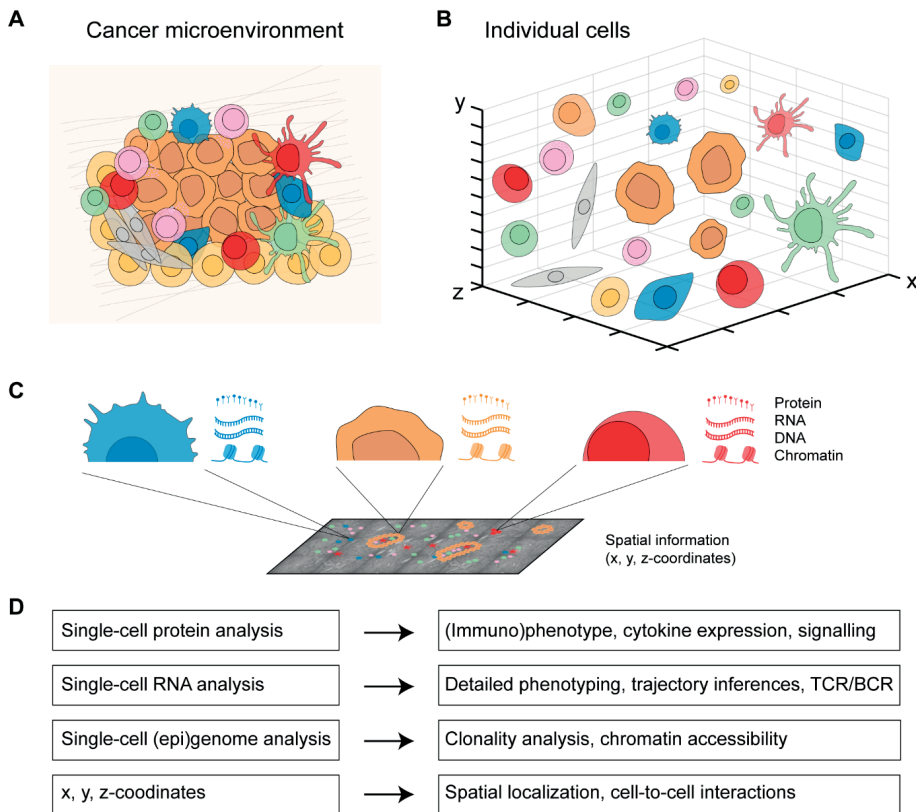 A
Cancer microenvironment
B
Individual cells
y
z
x
C
Protein
RNA
DNA
Chromatin
Spatial information
(x, y, z-coordinates)
D
Single-cell protein analysis
(Immuno)phenotype, cytokine expression, signalling
Single-cell RNA analysis
Detailed phenotyping, trajectory inferences, TCR/BCR
Single-cell (epi)genome analysis
Clonality analysis, chromatin accessibility
x, y, z-coodinates
Spatial localization, cell-to-cell interactions